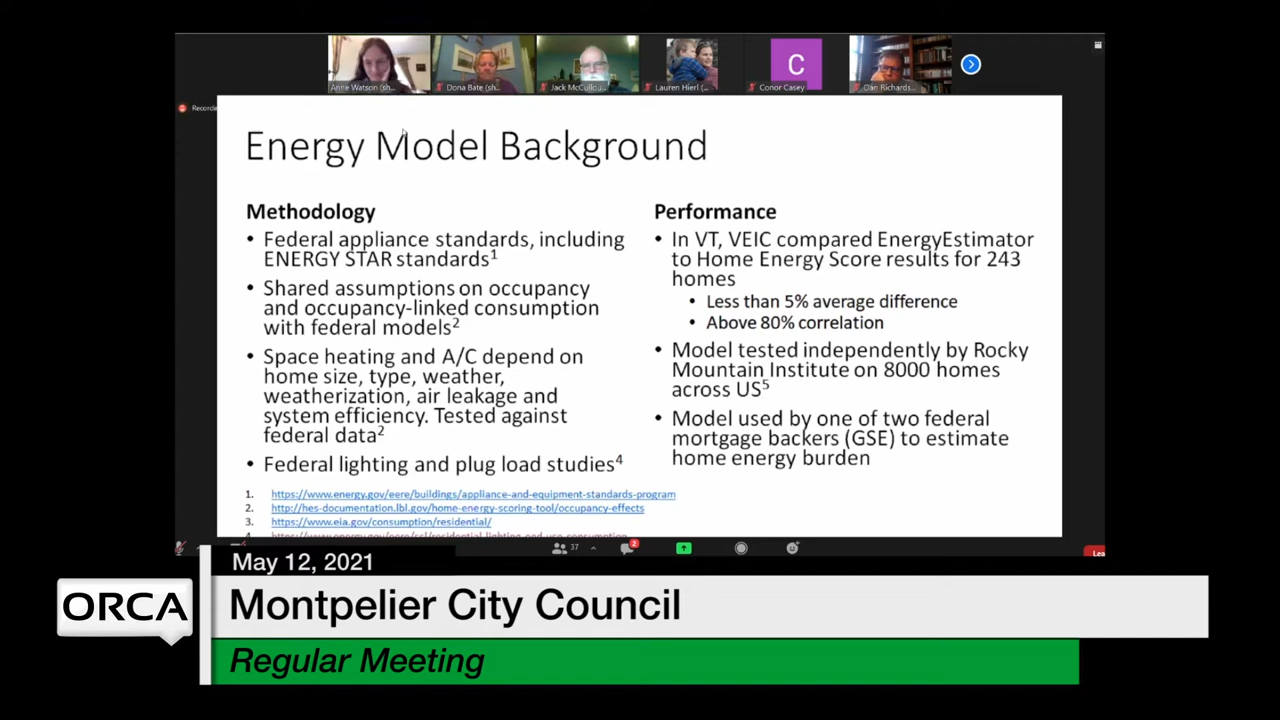 C
Anne Watson (sh...
Dona Bate (sh...
Jack McCullou...
Lauren Hierl (...
Conor Casey
Dan Richards...
Energy Model Background
Methodology
• Federal appliance standards, including
ENERGY STAR standards1
• Shared assumptions on occupancy
and occupancy-linked consumption
with federal models2
• Space heating and A/C depend on
home size, type, weather,
weatherization, air leakage and
system efficiency. Tested against
federal data2
• Federal lighting and plug load studies4
Performance
• In VT, VEIC compared EnergyEstimator
to Home Energy Score results for 243
homes
• Less than 5% average difference
• Above 80% correlation
• Model tested independently by Rocky
Mountain Institute on 8000 homes
across US5
• Model used by one of two federal
mortgage backers (GSE) to estimate
home energy burden
1. https://www.energy.gov/eere/buildings/appliance-and-equipment-standards-program
2. http://hes-documentation.lbl.gov/home-energy-scoring-tool/occupancy-effects
3. https://www.eia.gov/consumption/residential/
37
2
May 12, 2021
ORCA
Montpelier City Council
Regular Meeting